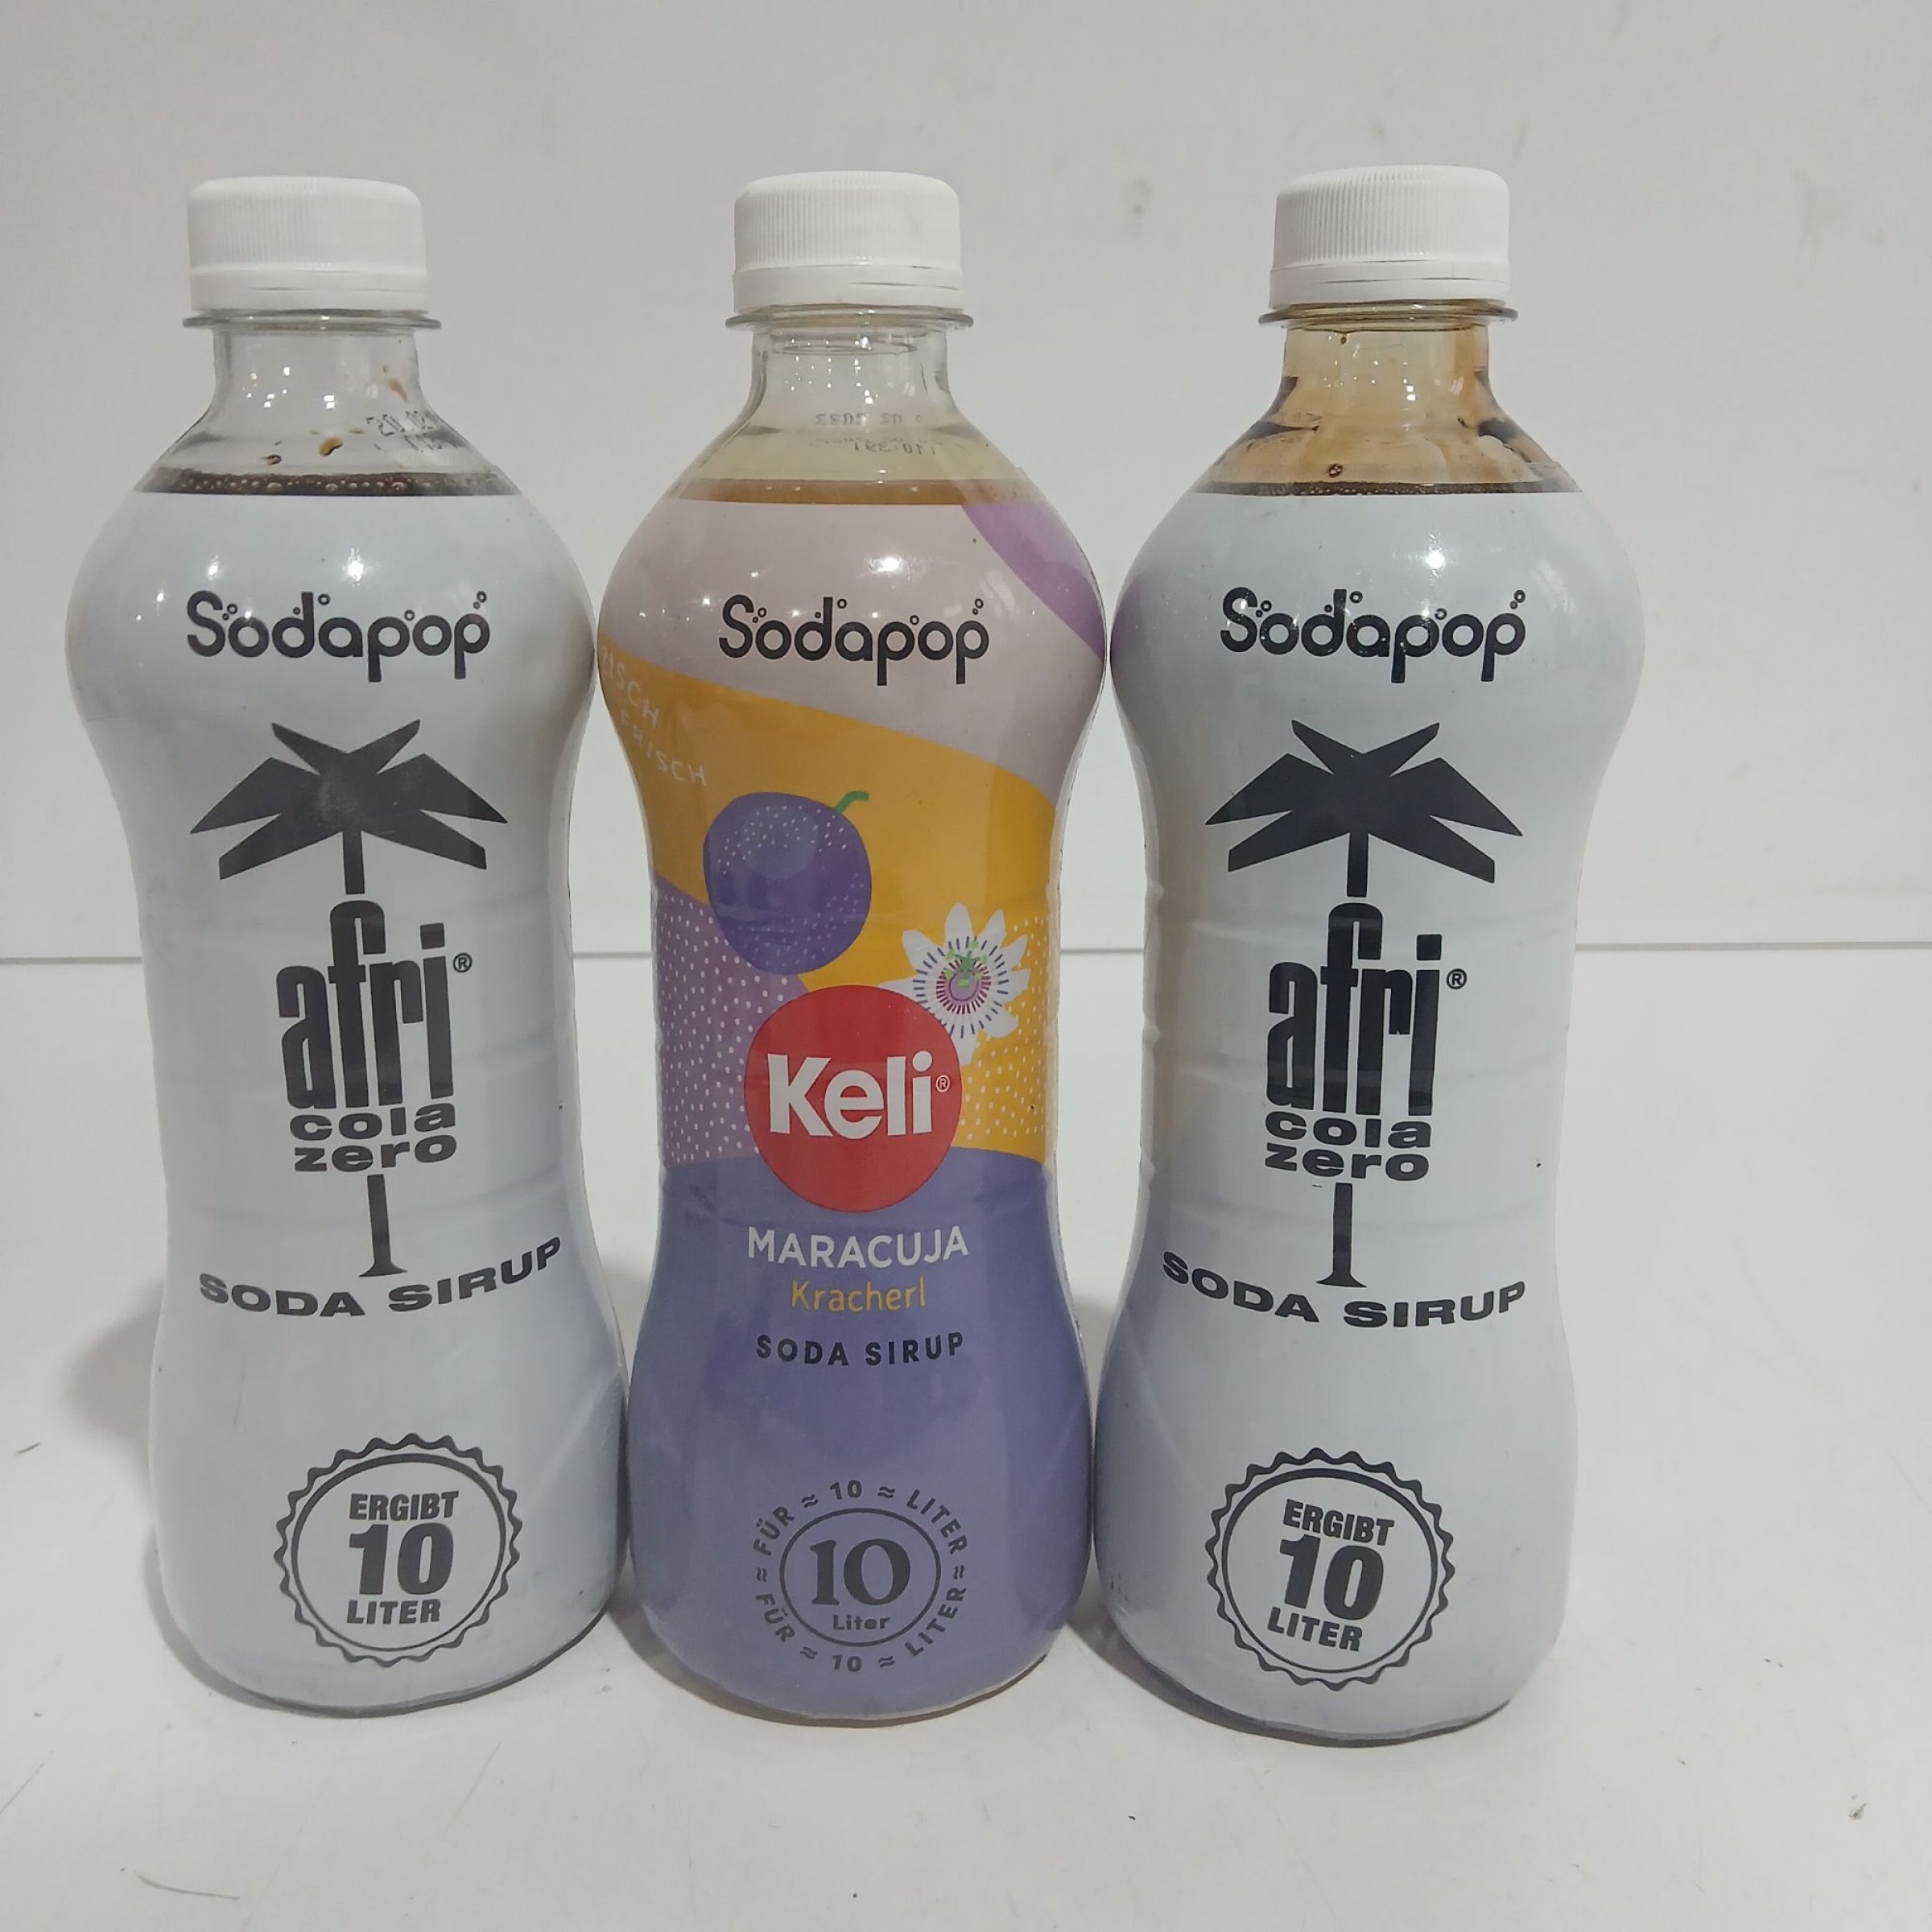 Sodapop
afri®
cola
zero
SODA SIRUP
ERGIBT
10
LITER
Sodapop
FRISCH
Keli®
MARACUJA
Kracherl
SODA SIRUP
FÜR ≈ 10 ≈ LITER ≈
10
Liter
FÜR ≈ 10 ≈ LITER ≈
Sodapop
afri®
cola
zero
SODA SIRUP
ERGIBT
10
LITER